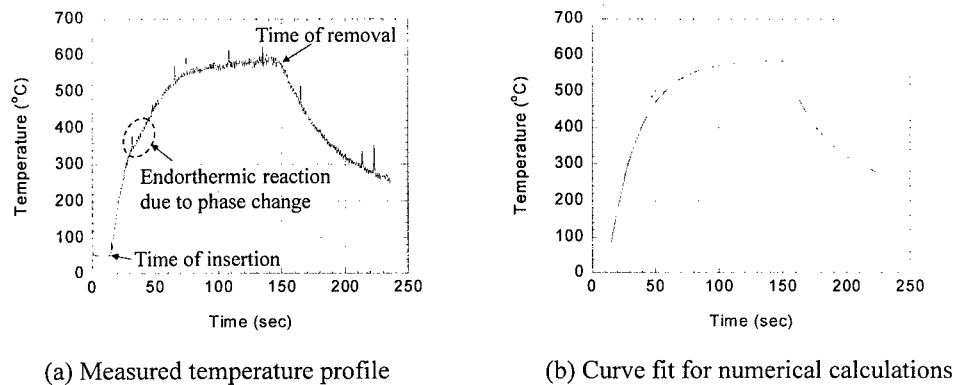 700
600
500
400
300
200
100
0
Temperature (°C)
Time of removal
Endorthermic reaction
due to phase change
Time of insertion
0 50 100 150 200 250
Time (sec)
(a) Measured temperature profile
700
600
500
400
300
200
100
0
Temperature (°C)
0 50 100 150 200 250
Time (sec)
(b) Curve fit for numerical calculations